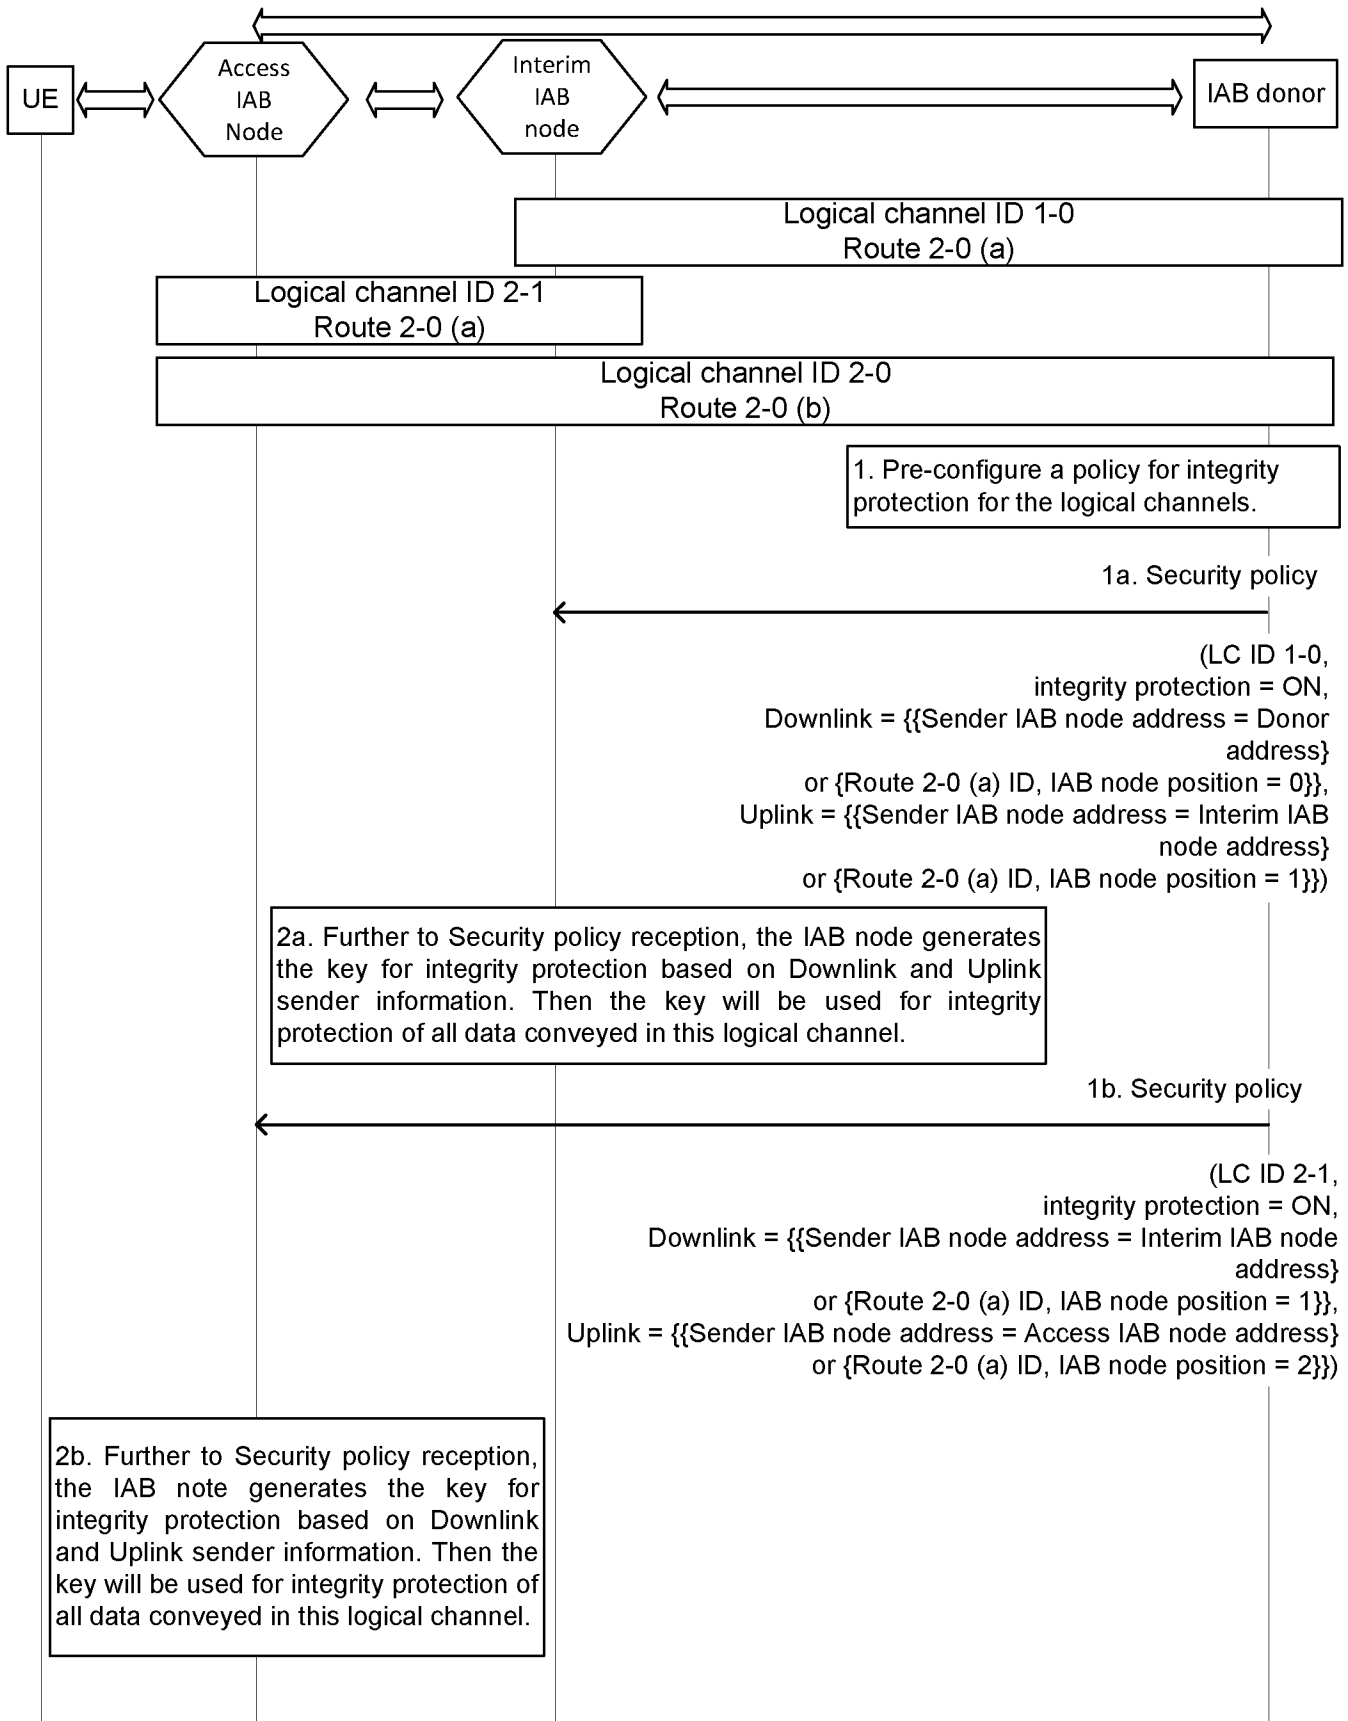 UE
Access
IAB
Node
Interim
IAB
node
IAB donor
Logical channel ID 1-0
Route 2-0 (a)
Logical channel ID 2-1
Route 2-0 (a)
Logical channel ID 2-0
Route 2-0 (b)
1. Pre-configure a policy for integrity
protection for the logical channels.
1a. Security policy
(LC ID 1-0,
integrity protection = ON,
Downlink = {{Sender IAB node address = Donor
address}
or {Route 2-0 (a) ID, IAB node position = 0}},
Uplink = {{Sender IAB node address = Interim IAB
node address}
or {Route 2-0 (a) ID, IAB node position = 1}})
2a. Further to Security policy reception, the IAB node generates
the key for integrity protection based on Downlink and Uplink
sender information. Then the key will be used for integrity
protection of all data conveyed in this logical channel.
1b. Security policy
(LC ID 2-1,
integrity protection = ON,
Downlink = {{Sender IAB node address = Interim IAB node
address}
or {Route 2-0 (a) ID, IAB node position = 1}},
Uplink = {{Sender IAB node address = Access IAB node address}
or {Route 2-0 (a) ID, IAB node position = 2}})
2b. Further to Security policy reception,
the IAB note generates the key for
integrity protection based on Downlink
and Uplink sender information. Then the
key will be used for integrity protection of
all data conveyed in this logical channel.